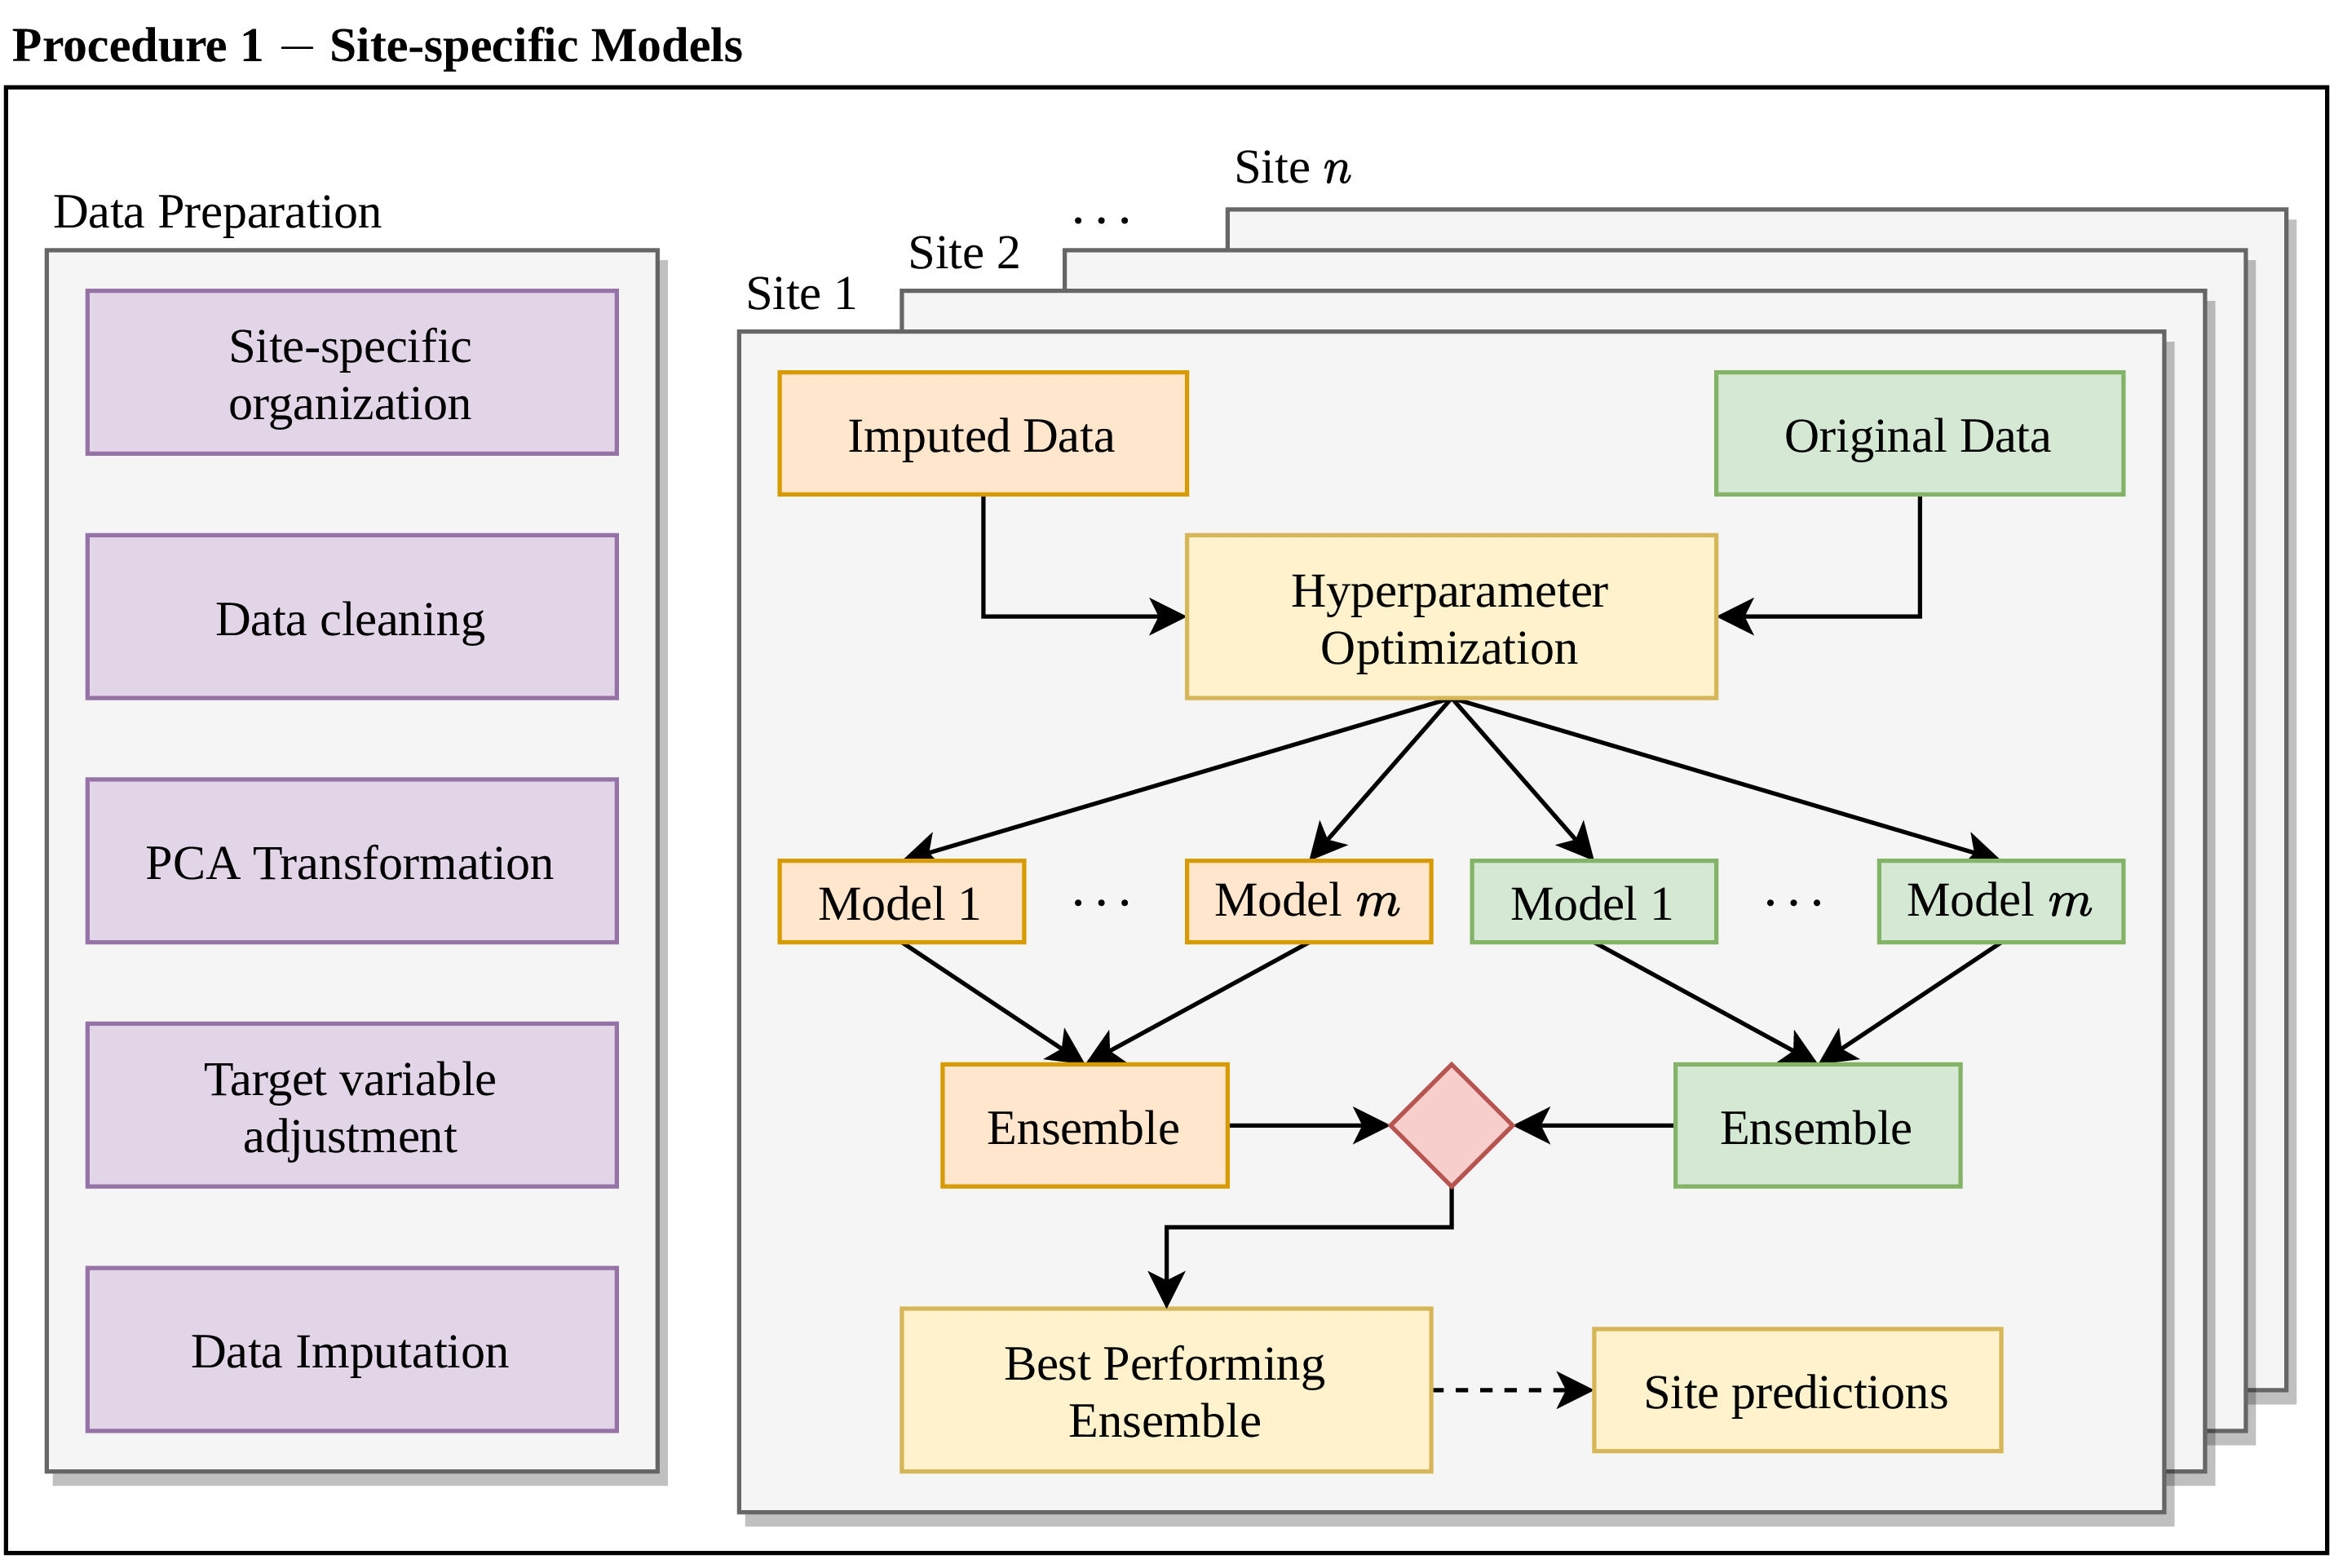 Procedure 1 — Site-specific Models
Data Preparation
Site-specific
organization
Data cleaning
PCA Transformation
Target variable
adjustment
Data Imputation
Site 1
Site 2
...
Site n
Imputed Data
Original Data
Hyperparameter
Optimization
Model 1
...
Model m
Model 1
...
Model m
Ensemble
Ensemble
Best Performing
Ensemble
Site predictions